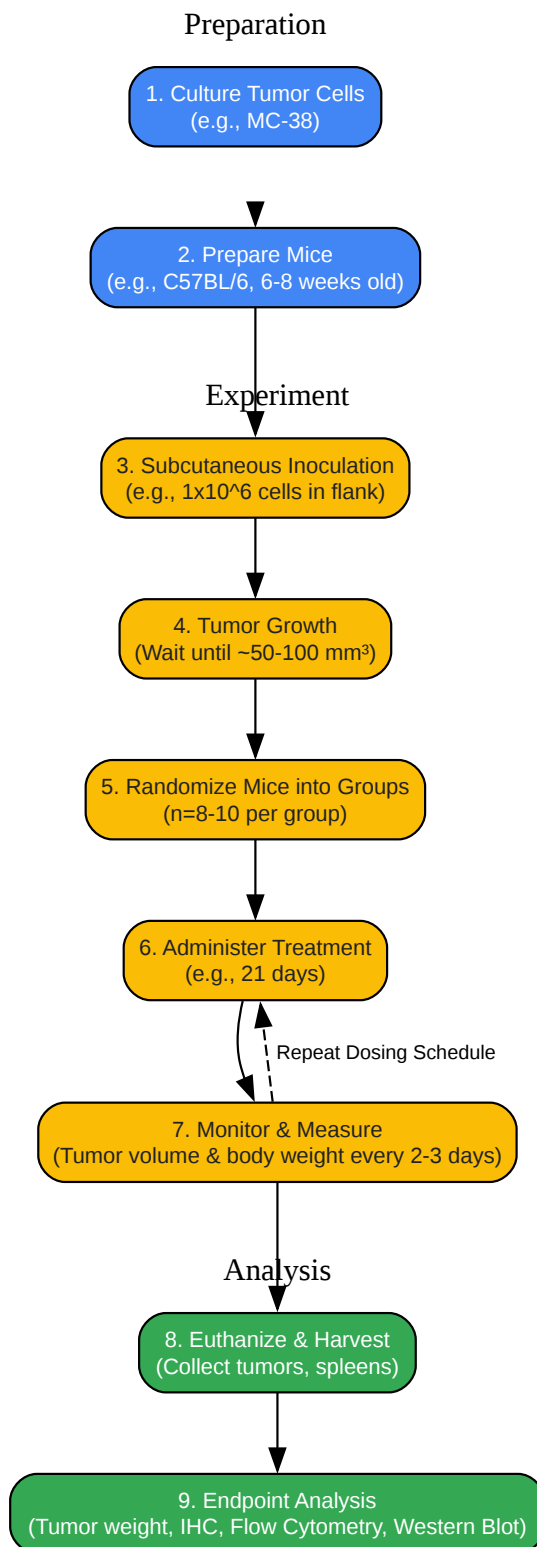 Preparation
1. Culture Tumor Cells
(e.g., MC-38)
2. Prepare Mice
(e.g., C57BL/6, 6-8 weeks old)
Experiment
3. Subcutaneous Inoculation
(e.g., 1x10^6 cells in flank)
4. Tumor Growth
(Wait until ~50-100 mm³)
5. Randomize Mice into Groups
(n=8-10 per group)
6. Administer Treatment
(e.g., 21 days)
Repeat Dosing Schedule
7. Monitor & Measure
(Tumor volume & body weight every 2-3 days)
Analysis
8. Euthanize & Harvest
(Collect tumors, spleens)
9. Endpoint Analysis
(Tumor weight, IHC, Flow Cytometry, Western Blot)